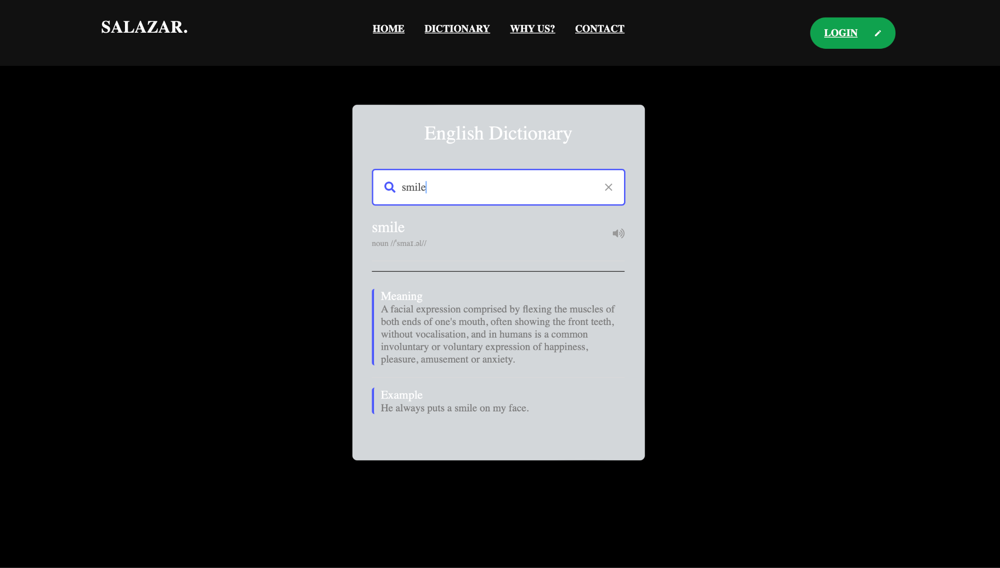 SALAZAR.
HOME DICTIONARY WHY US? CONTACT
LOGIN
English Dictionary
smile
smile
noun //ˈsmaɪ.əl//
Meaning
A facial expression comprised by flexing the muscles of
both ends of one's mouth, often showing the front teeth,
without vocalisation, and in humans is a common
involuntary or voluntary expression of happiness,
pleasure, amusement or anxiety.
Example
He always puts a smile on my face.